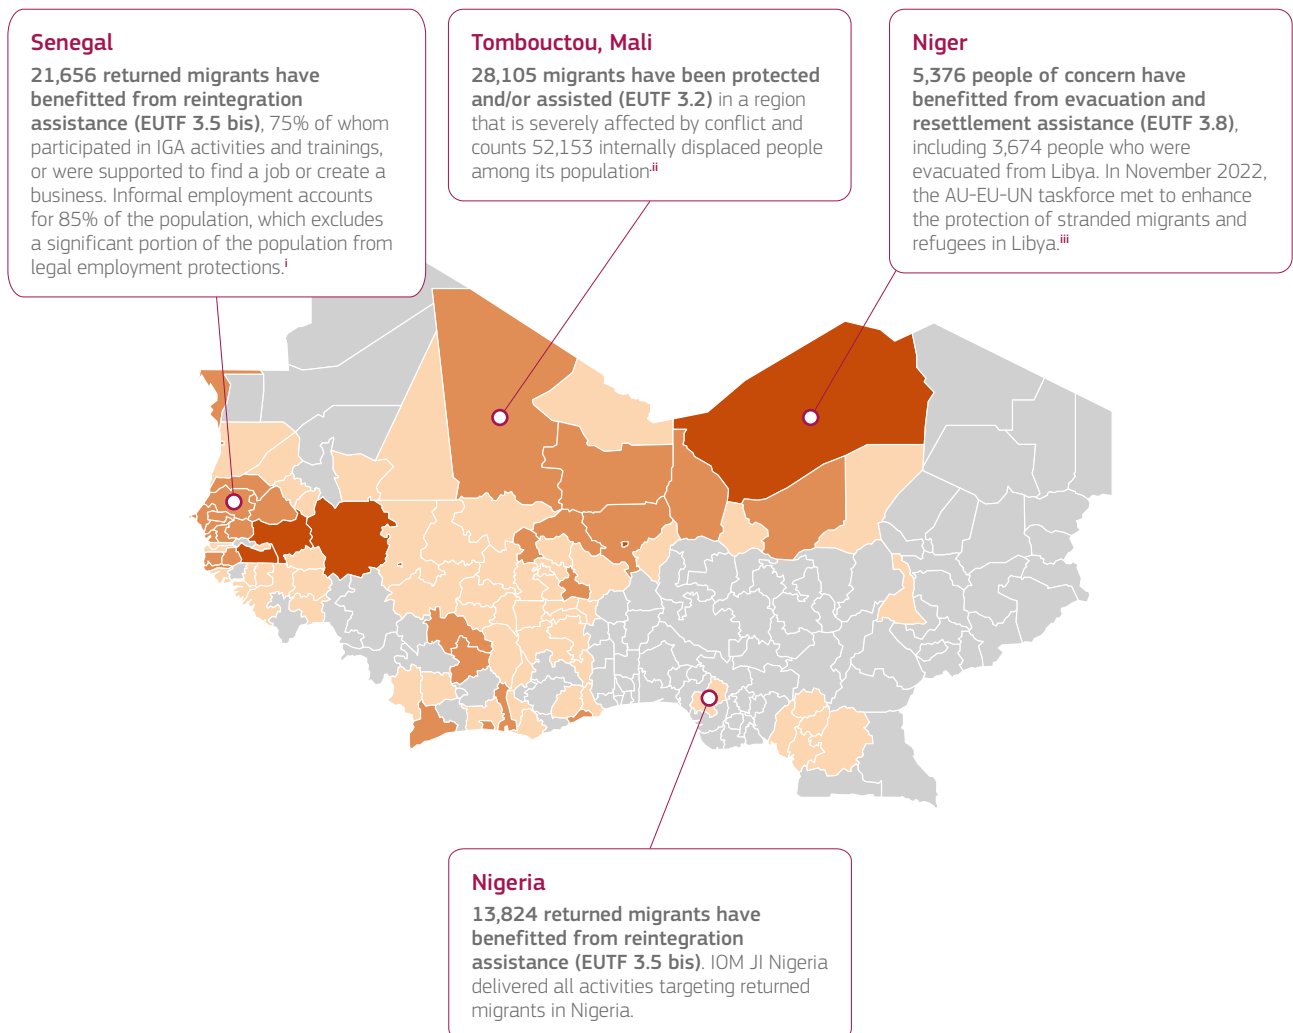 Senegal
21,656 returned migrants have
benefitted from reintegration
assistance (EUTF 3.5 bis), 75% of whom
participated in IGA activities and trainings,
or were supported to find a job or create a
business. Informal employment accounts
for 85% of the population, which excludes
a significant portion of the population from
legal employment protections.i
Tombouctou, Mali
28,105 migrants have been protected
and/or assisted (EUTF 3.2) in a region
that is severely affected by conflict and
counts 52,153 internally displaced people
among its population.ii
Niger
5,376 people of concern have
benefitted from evacuation and
resettlement assistance (EUTF 3.8),
including 3,674 people who were
evacuated from Libya. In November 2022,
the AU-EU-UN taskforce met to enhance
the protection of stranded migrants and
refugees in Libya.iii
Nigeria
13,824 returned migrants have
benefitted from reintegration
assistance (EUTF 3.5 bis). IOM JI Nigeria
delivered all activities targeting returned
migrants in Nigeria.